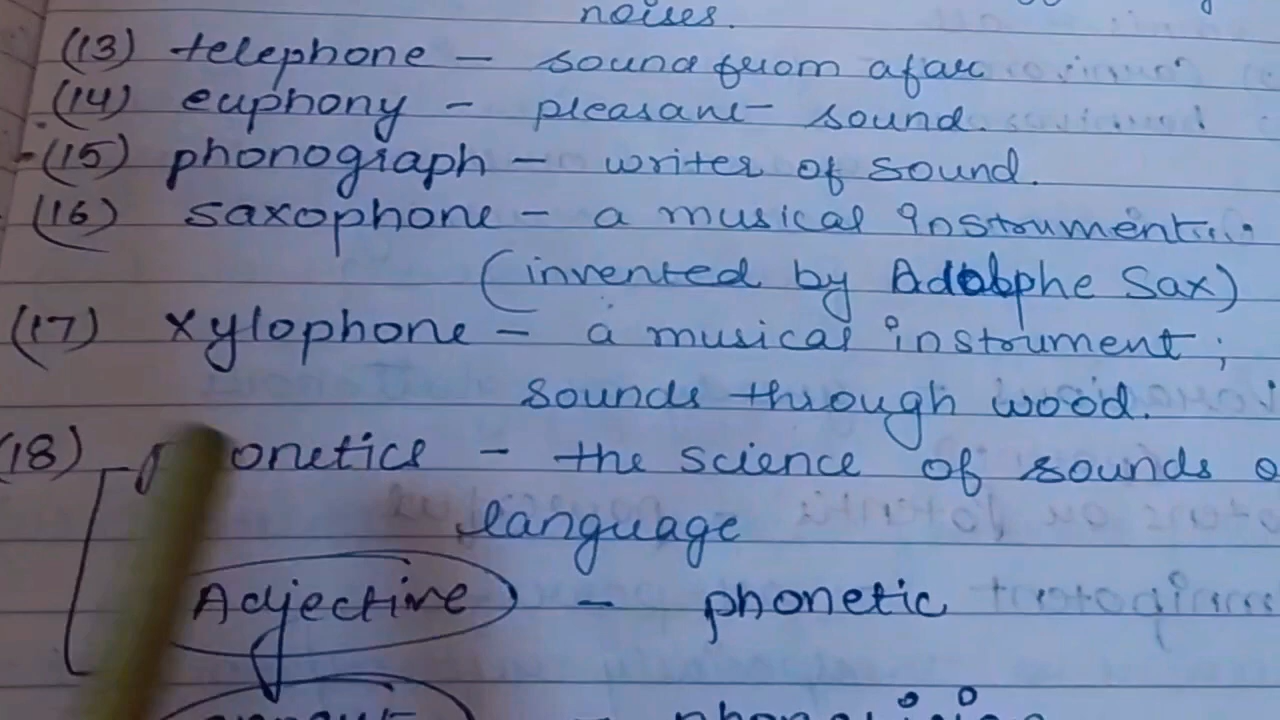 noises.
(13) telephone - sound from afar
(14) euphony - pleasant sound.
(15) phonograph - writer of sound.
(16) saxophone - a musical instrument
(invented by Adolphe Sax)
(17) xylophone - a musical instrument;
sounds through wood.
(18) - the science of sounds
language
Adjective - phonetic